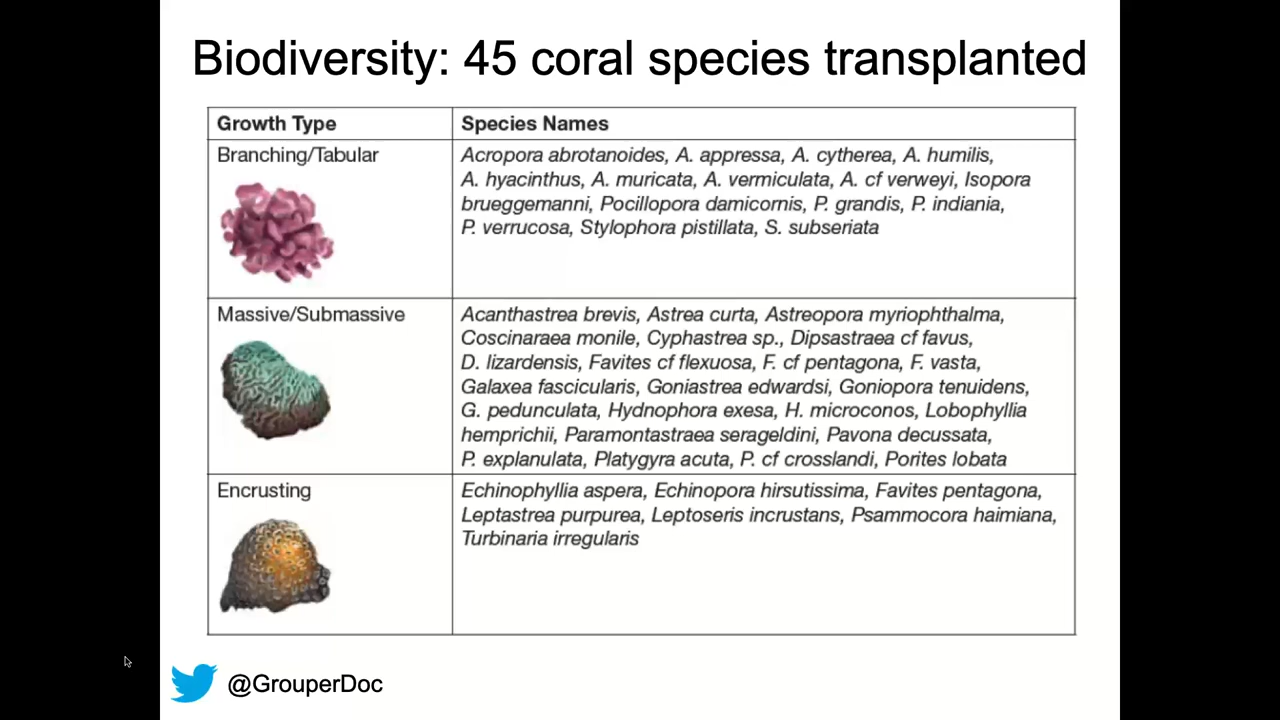 Biodiversity: 45 coral species transplanted
Growth Type
Species Names
Branching/Tabular
Acropora abrotanoides, A. appressa, A. cytherea, A. humilis,
A. hyacinthus, A. muricata, A. vermiculata, A. cf verweyi, Isopora
brueggemanni, Pocillopora damicornis, P. grandis, P. indiania,
P. verrucosa, Stylophora pistillata, S. subseriata
Massive/Submassive
Acanthastrea brevis, Astrea curta, Astreopora myriophthalma,
Coscinaraea monile, Cyphastrea sp., Dipsastraea cf favus,
D. lizardensis, Favites cf flexuosa, F. cf pentagona, F. vasta,
Galaxea fascicularis, Goniastrea edwardsi, Goniopora tenuidens,
G. pedunculata, Hydnophora exesa, H. microconos, Lobophyllia
hemprichii, Paramontastraea serageldini, Pavona decussata,
P. explanulata, Platygyra acuta, P. cf crosslandi, Porites lobata
Encrusting
Echinophyllia aspera, Echinopora hirsutissima, Favites pentagona,
Leptastrea purpurea, Leptoseris incrustans, Psammocora haimiana,
Turbinaria irregularis
@GrouperDoc